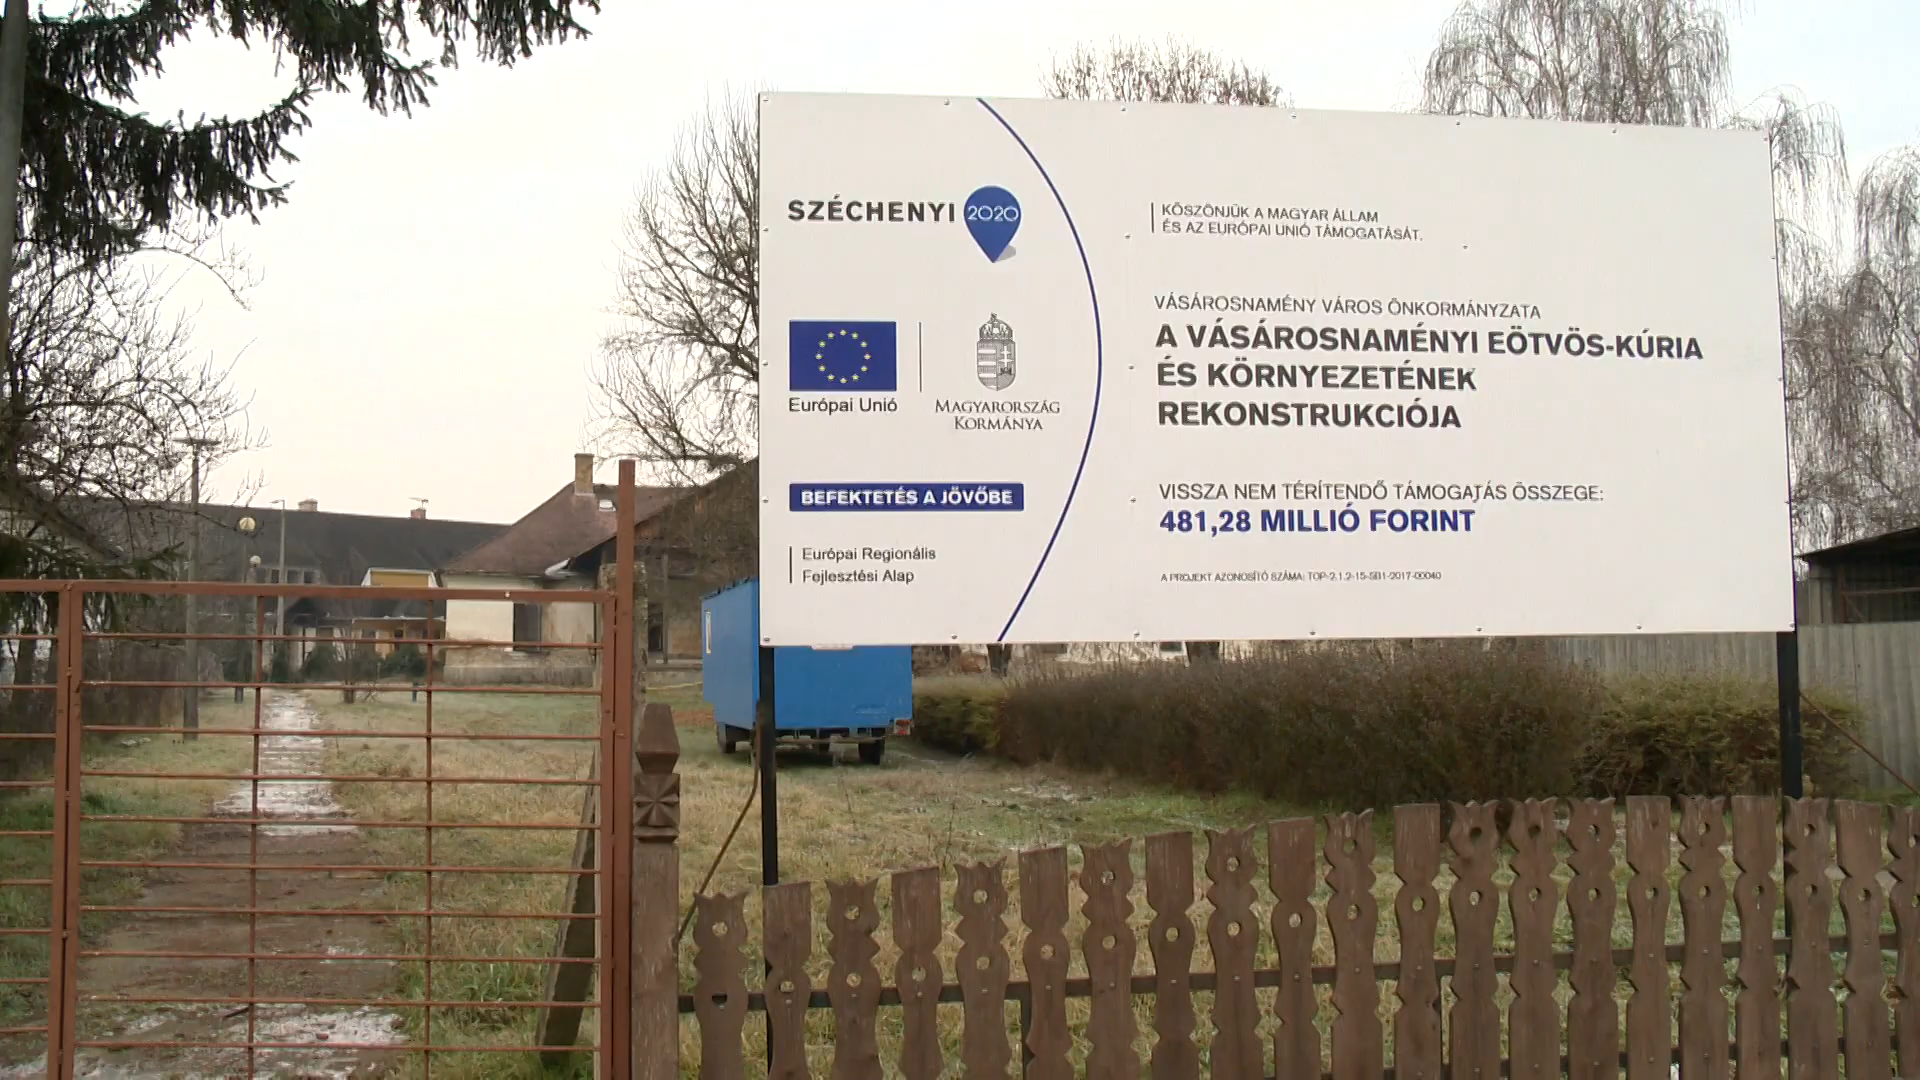 SZÉCHENYI 2020
Európai Unió
MAGYARORSZÁG
KORMÁNYA
BEFEKTETÉS A JÖVŐBE
Európai Regionális
Fejlesztési Alap
KÖSZÖNJÜK A MAGYAR ÁLLAM
ÉS AZ EURÓPAI UNIÓ TÁMOGATÁSÁT.
VÁSÁROSNAMÉNY VÁROS ÖNKORMÁNYZATA
A VÁSÁROSNAMÉNYI EÖTVÖS-KÚRIA
ÉS KÖRNYEZETÉNEK
REKONSTRUKCIÓJA
VISSZA NEM TÉRÍTENDŐ TÁMOGATÁS ÖSSZEGE:
481,28 MILLIÓ FORINT
A PROJEKT AZONOSÍTÓ SZÁMA: TOP-2.1.2-15-SB1-2017-00040